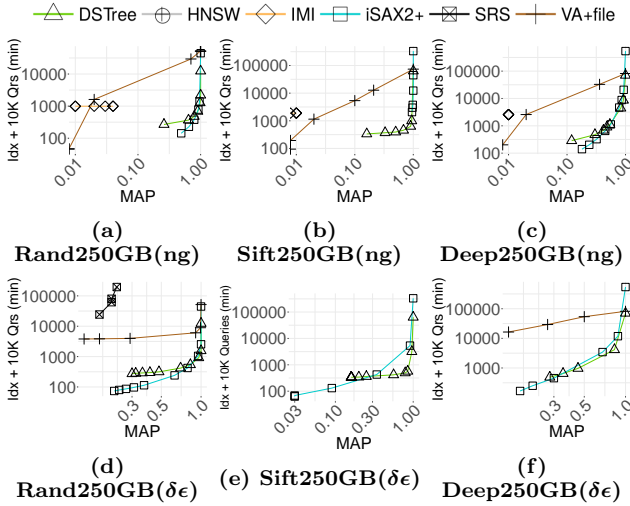 DSTree HNSW IMI iSAX2+ SRS VA+file
Idx + 10K Qrs (min)
10000
1000
100
0.01
0.10
1.00
MAP
(a)
Rand250GB(ng)
Idx + 10K Qrs (min)
100000
10000
1000
100
0.01
0.10
1.00
MAP
(b)
Sift250GB(ng)
Idx + 10K Qrs (min)
100000
10000
1000
100
0.01
0.10
1.00
MAP
(c)
Deep250GB(ng)
Idx + 10K Qrs (min)
100000
10000
1000
100
0.3
0.5
1.0
MAP
(d)
Rand250GB(δϵ)
Idx + 10K Queries (min)
100000
10000
1000
100
0.03
0.10
0.30
1.00
MAP
(e) Sift250GB(δϵ)
Idx + 10K Qrs (min)
100000
10000
1000
0.3
0.5
1.0
MAP
(f)
Deep250GB(δϵ)